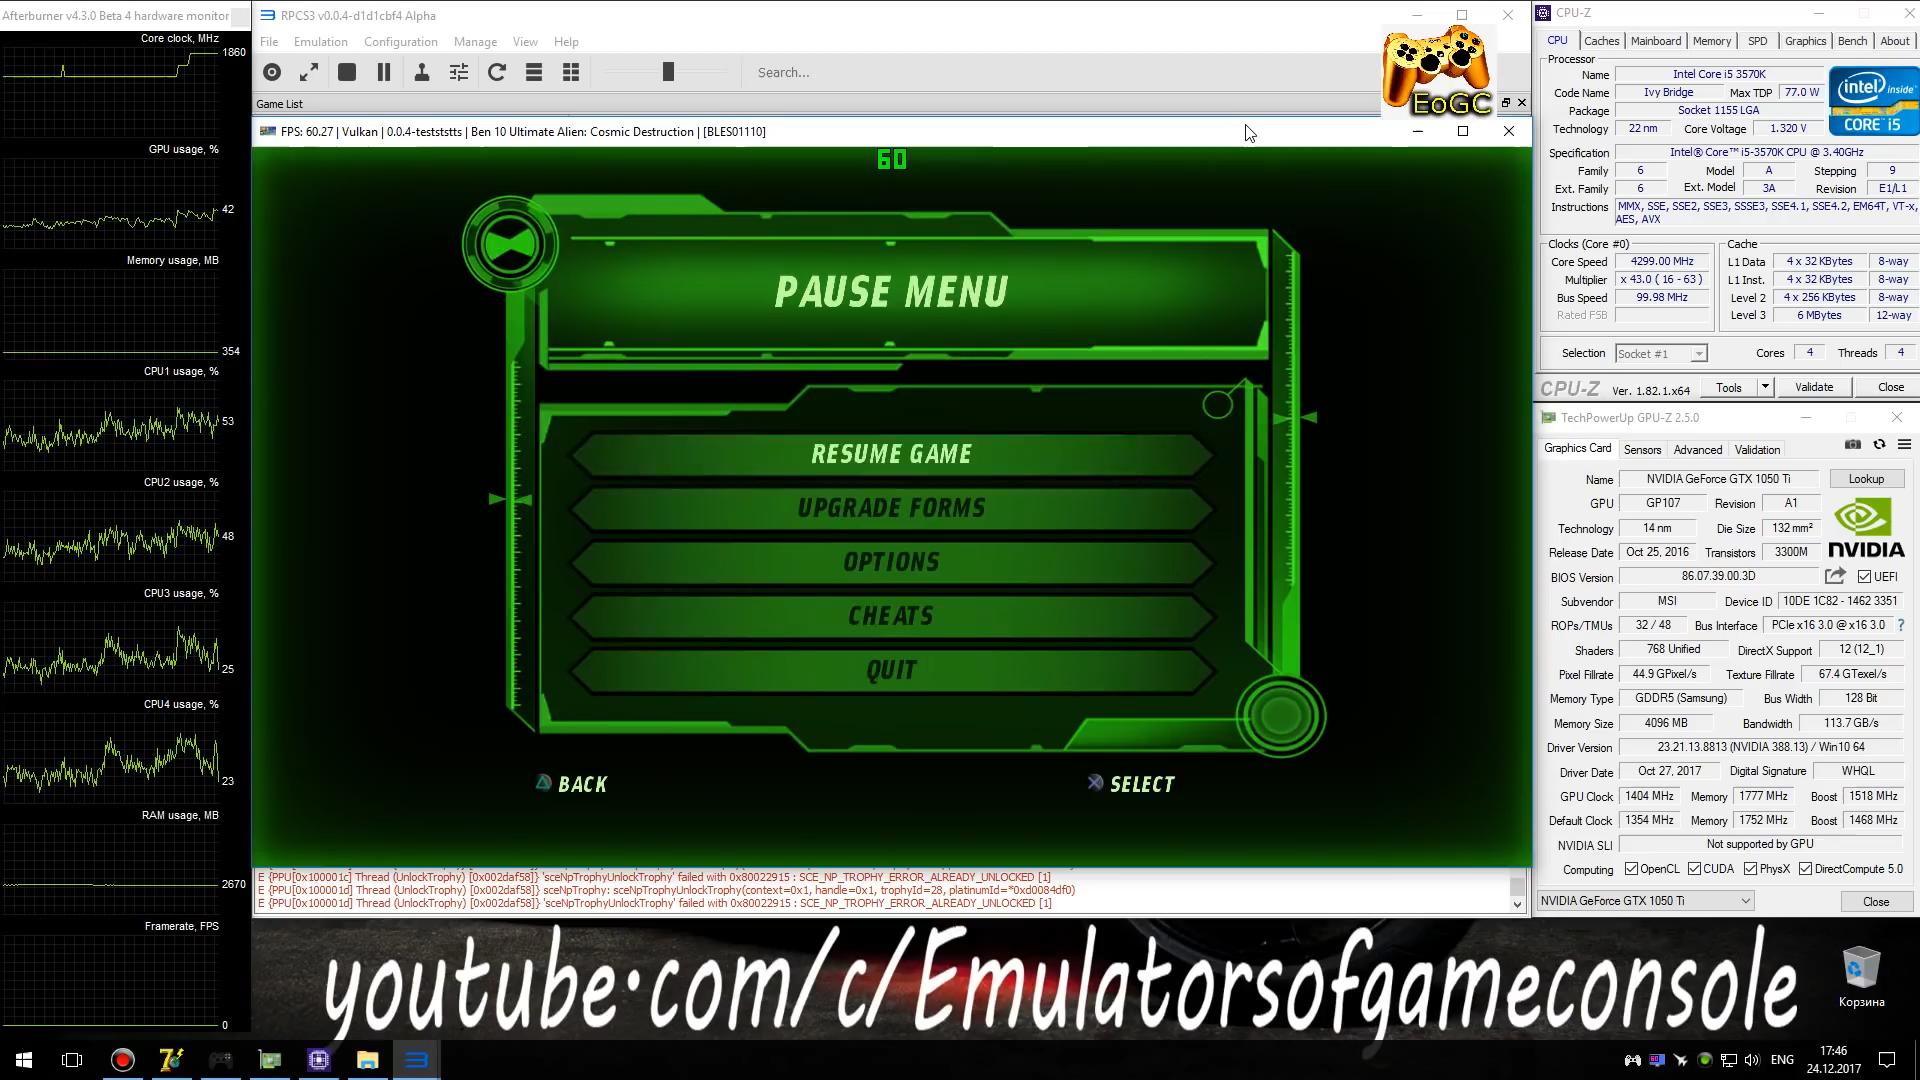 Afterburner v4.3.0 Beta 4 hardware monitor
Core clock, MHz
1860
GPU usage, %
42
Memory usage, MB
354
CPU1 usage, %
53
CPU2 usage, %
48
CPU3 usage, %
25
CPU4 usage, %
23
RAM usage, MB
2670
Framerate, FPS
0
RPCS3 v0.0.4-d1d1cbf4 Alpha
File Emulation Configuration Manage View Help
Search...
EoGC
Game List
FPS: 60.27 | Vulkan | 0.0.4-testststts | Ben 10 Ultimate Alien: Cosmic Destruction | [BLES01110]
60
PAUSE MENU
RESUME GAME
UPGRADE FORMS
OPTIONS
CHEATS
QUIT
BACK
SELECT
E {PPU[0x100001c] Thread (UnlockTrophy) [0x002daf58]} 'sceNpTrophyUnlockTrophy' failed with 0x80022915 : SCE_NP_TROPHY_ERROR_ALREADY_UNLOCKED [1]
E {PPU[0x100001d] Thread (UnlockTrophy) [0x002daf58]} sceNpTrophy: sceNpTrophyUnlockTrophy(context=0x1, handle=0x1, trophyId=28, platinumId=*0xd0084df0)
E {PPU[0x100001d] Thread (UnlockTrophy) [0x002daf58]} 'sceNpTrophyUnlockTrophy' failed with 0x80022915 : SCE_NP_TROPHY_ERROR_ALREADY_UNLOCKED [1]
CPU-Z
CPU Caches Mainboard Memory SPD Graphics Bench About
Processor
Name Intel Core i5 3570K
Code Name Ivy Bridge Max TDP 77.0 W
Package Socket 1155 LGA
Technology 22 nm Core Voltage 1.320 V
intel inside™
CORE i5
Specification Intel® Core™ i5-3570K CPU @ 3.40GHz
Family 6 Model A Stepping 9
Ext. Family 6 Ext. Model 3A Revision E1/L1
Instructions MMX, SSE, SSE2, SSE3, SSSE3, SSE4.1, SSE4.2, EM64T, VT-x,
AES, AVX
Clocks (Core #0)
Core Speed 4299.00 MHz
Multiplier x 43.0 ( 16 - 63 )
Bus Speed 99.98 MHz
Rated FSB
Cache
L1 Data 4 x 32 KBytes 8-way
L1 Inst. 4 x 32 KBytes 8-way
Level 2 4 x 256 KBytes 8-way
Level 3 6 MBytes 12-way
Selection Socket #1 Cores 4 Threads 4
CPU-Z Ver. 1.82.1.x64 Tools Validate Close
TechPowerUp GPU-Z 2.5.0
Graphics Card Sensors Advanced Validation
Name NVIDIA GeForce GTX 1050 Ti Lookup
GPU GP107 Revision A1
Technology 14 nm Die Size 132 mm²
Release Date Oct 25, 2016 Transistors 3300M
NVIDIA
BIOS Version 86.07.39.00.3D UEFI
Subvendor MSI Device ID 10DE 1C82 - 1462 3351
ROPs/TMUs 32 / 48 Bus Interface PCIe x16 3.0 @ x16 3.0 ?
Shaders 768 Unified DirectX Support 12 (12_1)
Pixel Fillrate 44.9 GPixel/s Texture Fillrate 67.4 GTexel/s
Memory Type GDDR5 (Samsung) Bus Width 128 Bit
Memory Size 4096 MB Bandwidth 113.7 GB/s
Driver Version 23.21.13.8813 (NVIDIA 388.13) / Win10 64
Driver Date Oct 27, 2017 Digital Signature WHQL
GPU Clock 1404 MHz Memory 1777 MHz Boost 1518 MHz
Default Clock 1354 MHz Memory 1752 MHz Boost 1468 MHz
NVIDIA SLI Not supported by GPU
Computing OpenCL CUDA PhysX DirectCompute 5.0
NVIDIA GeForce GTX 1050 Ti Close
youtube.com/c/Emulatorsofgameconsole
Корзина
ENG
17:46
24.12.2017